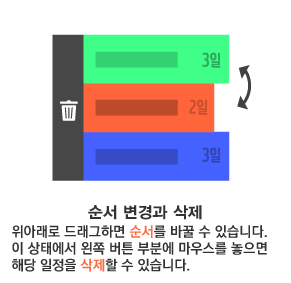 3일
2일
3일
순서 변경과 삭제
위아래로 드래그하면 순서를 바꿀 수 있습니다.
이 상태에서 왼쪽 버튼 부분에 마우스를 놓으면
해당 일정을 삭제할 수 있습니다.